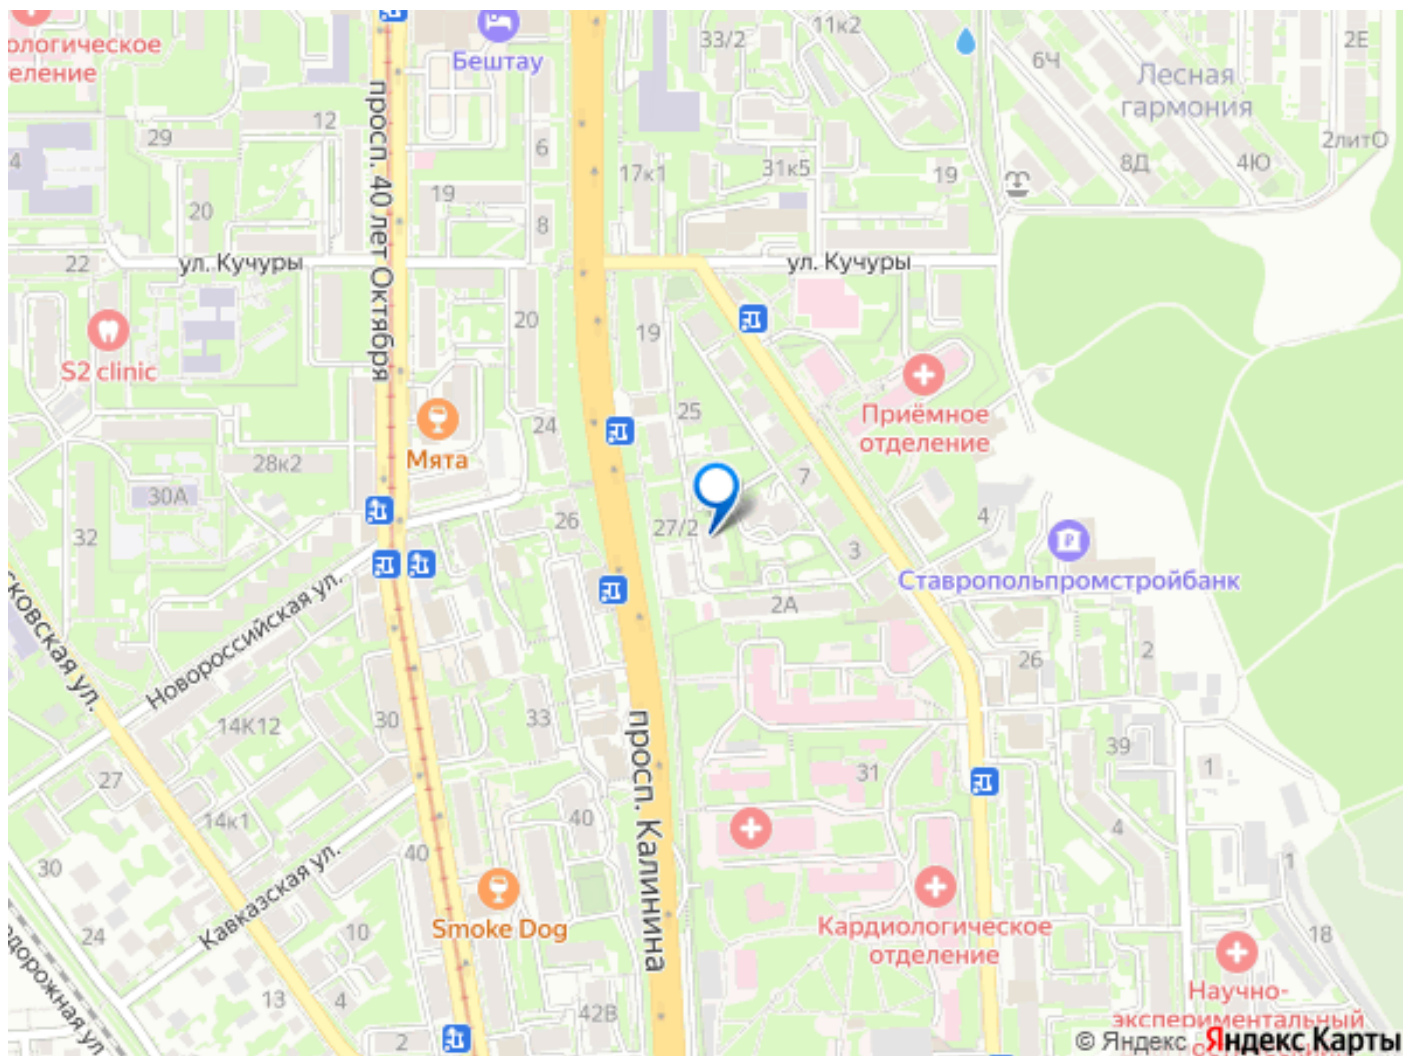 ологическое
еление
Бештау
33/2
11к2
6Ч
2Е
Лесная
гармония
просп. 40 лет Октября
12
29
4
6
17к1
31к5
19
8Д
4Ю
2литО
19
20
8
22
ул. Кучуры
ул. Кучуры
S2 clinic
20
19
25
Приёмное
отделение
24
Мята
28к2
30А
7
32
26
27/2
4
3
Ставропольпромстройбанк
2А
Новороссийская ул.
ковская ул.
26
2
14К12
30
33
просп. Калинина
39
1
27
31
14к1
40
4
30
40
Кавказская ул.
1
Smoke Dog
Кардиологическое
отделение
24
10
18
13
4
Научно-
экспериментальный
одорожная ул
42В
2
© Яндекс Яндекс Карты